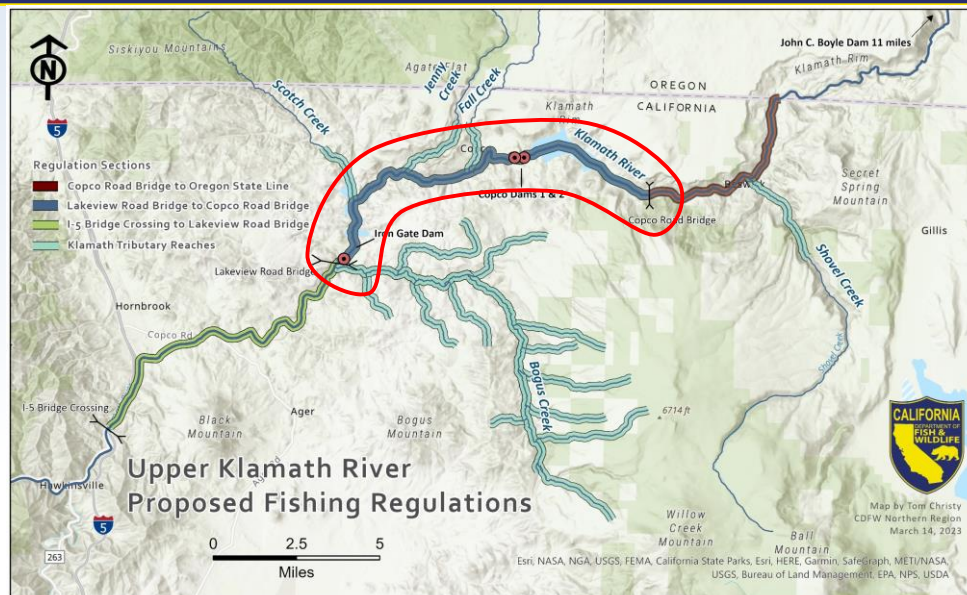 Siskiyou Mountains
John C. Boyle Dam 11 miles
N
Agate Flat
Jenny
Creek
Fall Creek
Klamath Rim
OREGON
CALIFORNIA
Scotch Creek
5
Klamath
Rim
Klamath River
Regulation Sections
Copco Road Bridge to Oregon State Line
Lakeview Road Bridge to Copco Road Bridge
I-5 Bridge Crossing to Lakeview Road Bridge
Klamath Tributary Reaches
Copco
Copco Dams 1 & 2
Beswick
Secret
Spring
Mountain
Copco Road Bridge
Iron Gate Dam
Gillis
Lakeview Road Bridge
Shovel Creek
Hornbrook
Copco Rd
Shovel Creek
I-5 Bridge Crossing
Black
Mountain
Ager
Bogus
Mountain
Bogus Creek
6714 ft
CALIFORNIA
DEPARTMENT OF
FISH &
WILDLIFE
Upper Klamath River
Proposed Fishing Regulations
Hawkinsville
5
263
0 2.5 5
Miles
Willow
Creek
Mountain
Ball
Mountain
Map by Tom Christy
CDFW Northern Region
March 14, 2023
Esri, NASA, NGA, USGS, FEMA, California State Parks, Esri, HERE, Garmin, SafeGraph, METI/NASA,
USGS, Bureau of Land Management, EPA, NPS, USDA